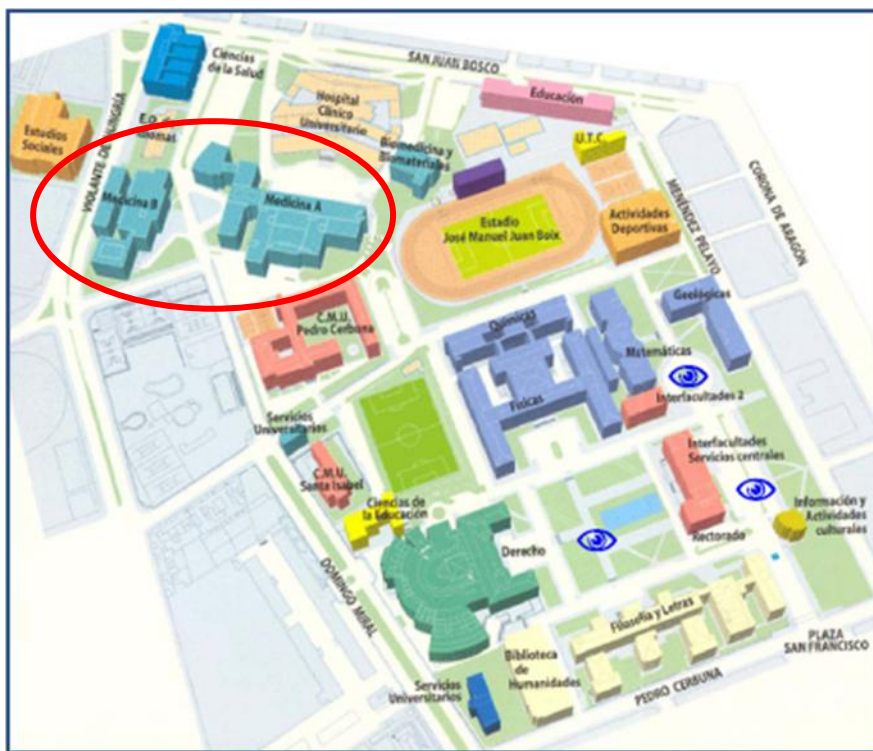 SAN JUAN BOSCO
Ciencias
de la Salud
Hospital
Clínico
Universitario
Educación
Estudios
Sociales
VIOLANTE DE HUNGRÍA
Idiomas
Biomedicina y
Biomateriales
U.T.C.
CORONA DE ARAGÓN
MENÉNDEZ PELAYO
Medicina B
Medicina A
Estadio
José Manuel Juan Boix
Actividades
Deportivas
Geológicas
C.M.U.
Pedro Cerbuna
Químicas
Matemáticas
Físicas
Interfacultades 2
Servicios
Universitarios
Interfacultades
Servicios centrales
C.M.U.
Santa Isabel
Ciencias de
la Educación
Información y
Actividades
culturales
Rectorado
Derecho
DOMINGO MIRAL
Filosofía y Letras
PLAZA
SAN FRANCISCO
Biblioteca
de
Humanidades
Servicios
Universitarios
PEDRO CERBUNA